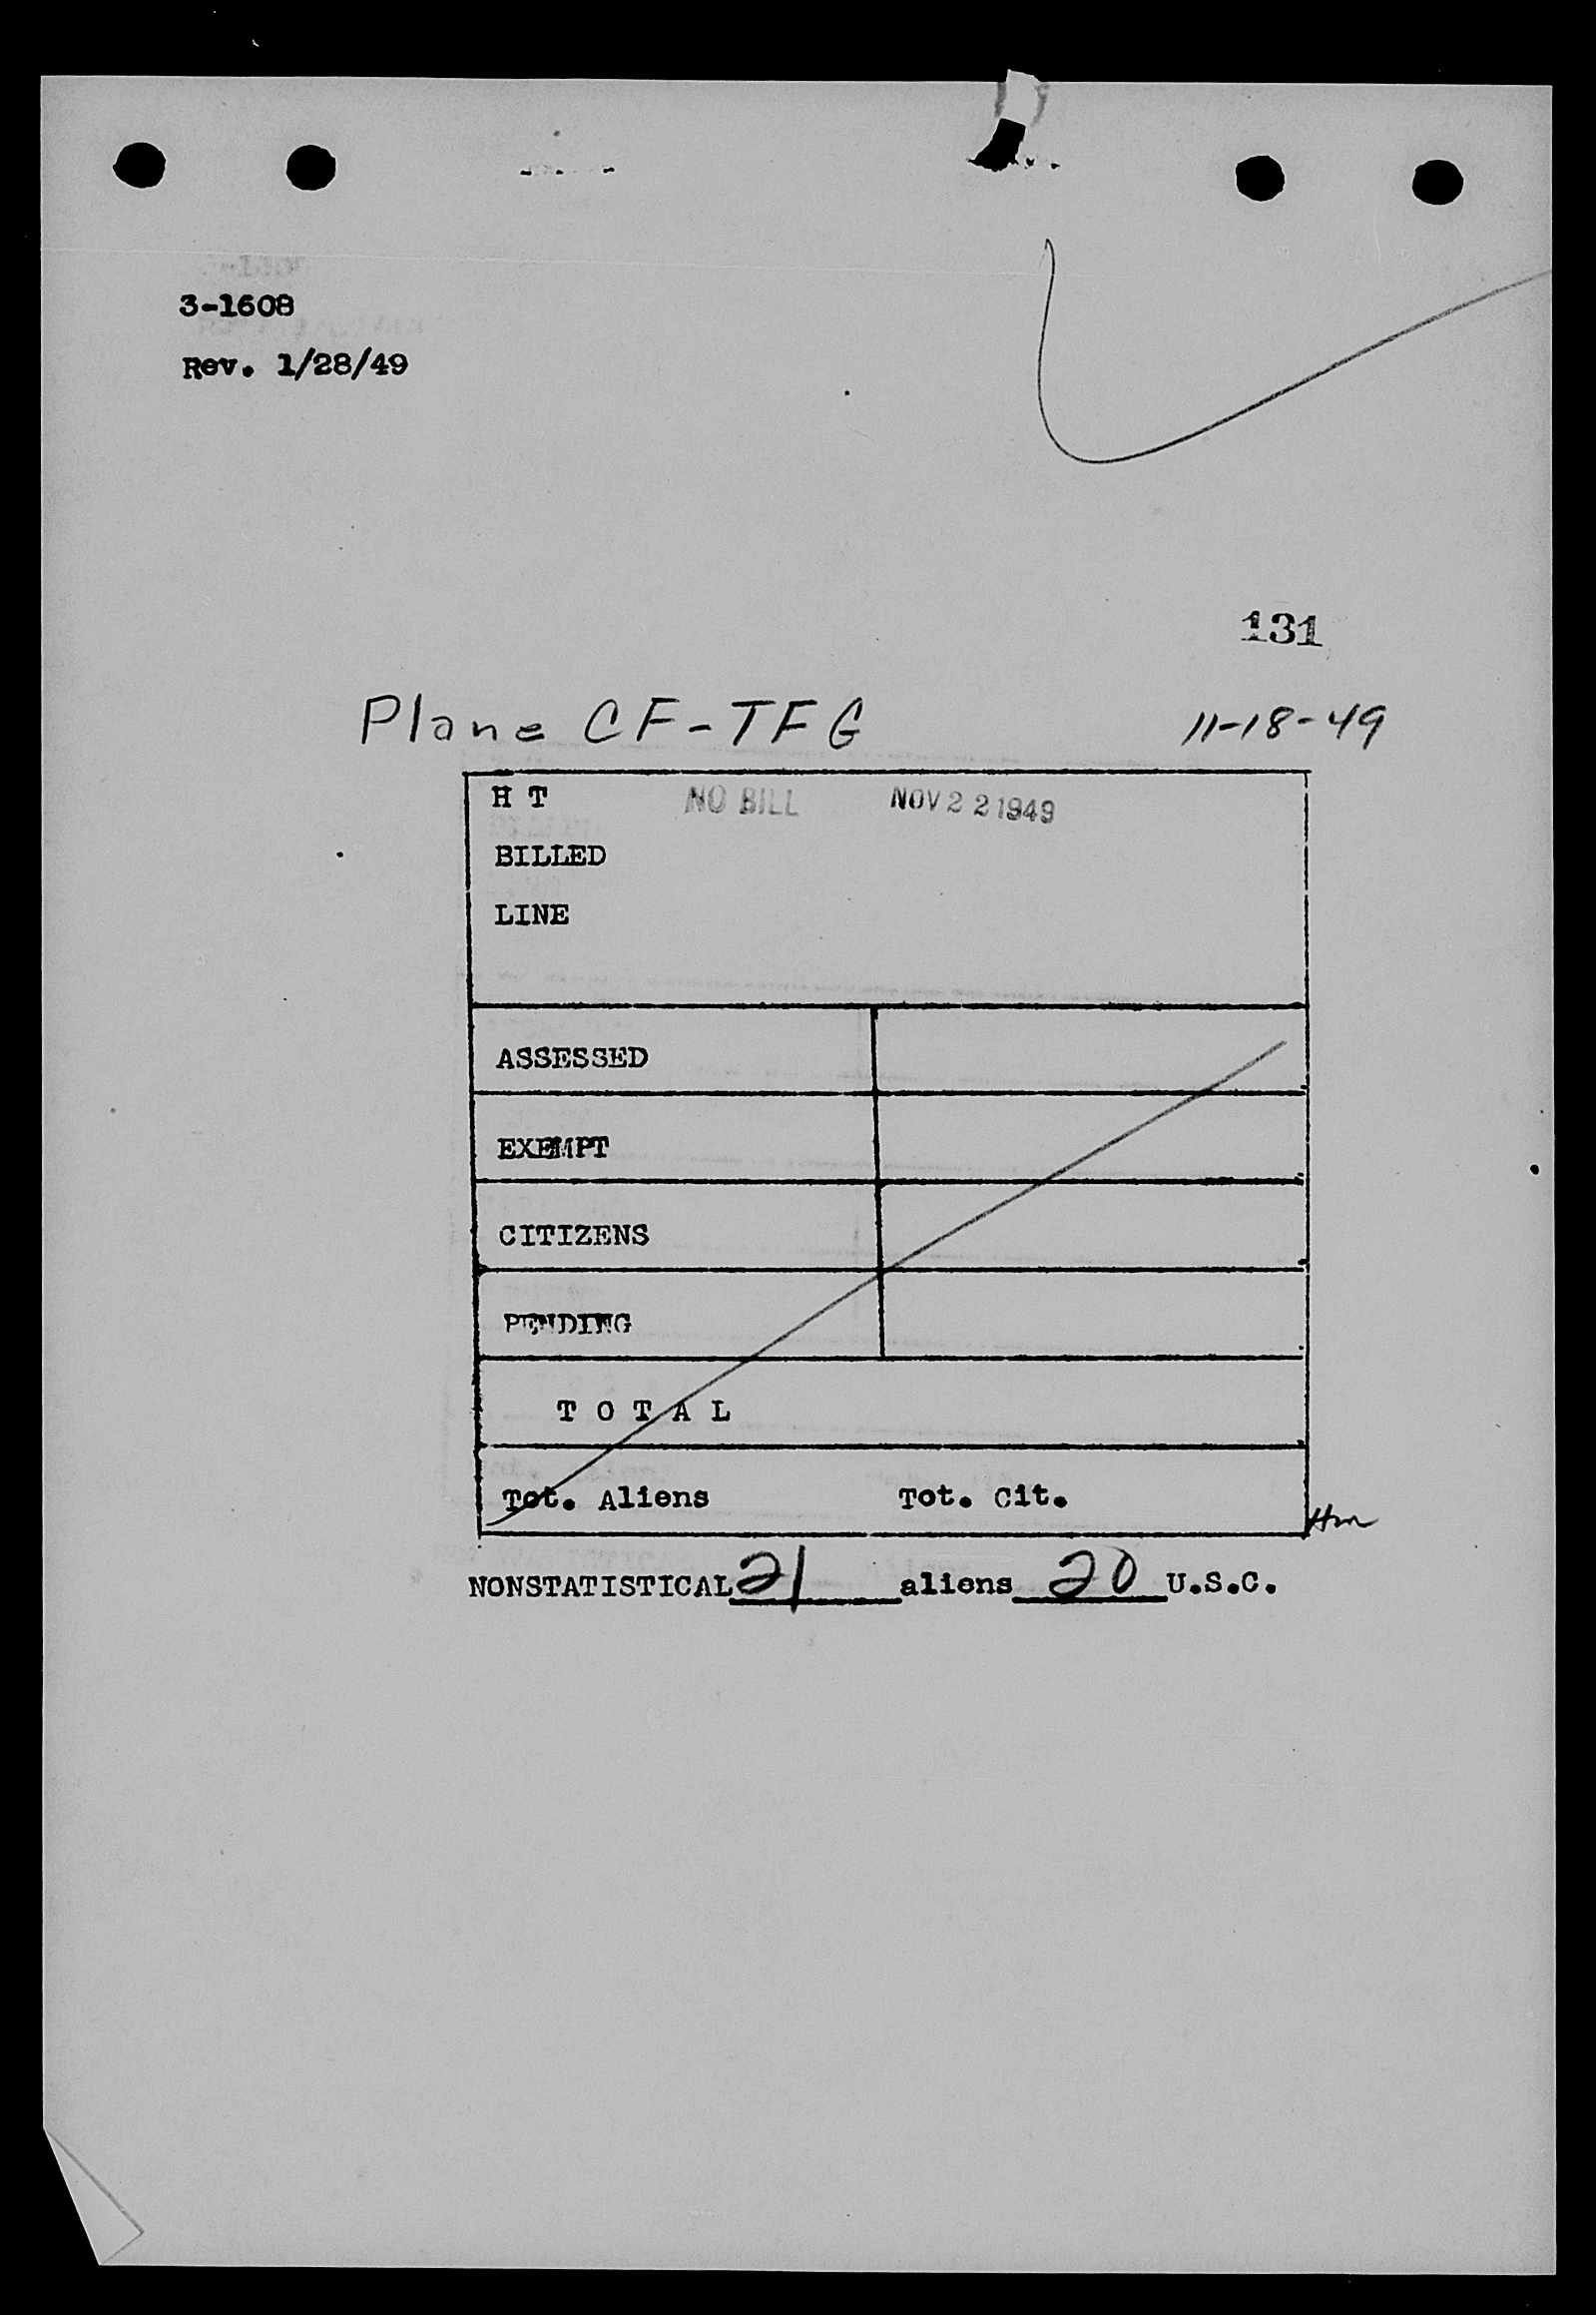 3-1608
Rev. 1/28/49
131
Plane CF-TFG 11-18-49
H T NO BILL NOV 22 1949
BILLED
LINE
ASSESSED
EXEMPT
CITIZENS
PENDING
T O T A L
Tot. Aliens Tot. Cit.
Hm
NONSTATISTICAL 21 aliens 20 U.S.C.